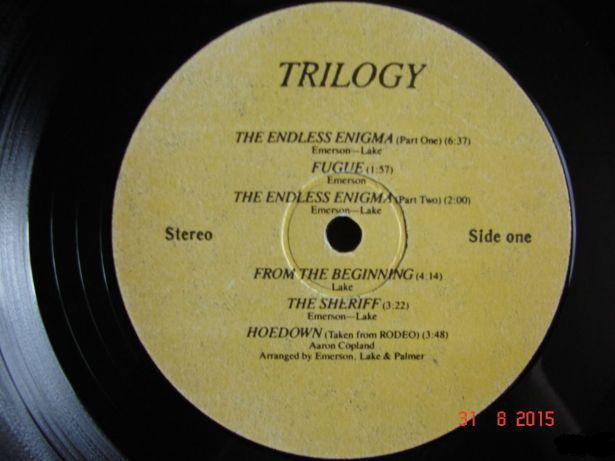 TRILOGY
THE ENDLESS ENIGMA (Part One) (6:37)
Emerson—Lake
FUGUE (1:57)
Emerson
THE ENDLESS ENIGMA (Part Two) (2:00)
Emerson—Lake
Stereo
Side one
FROM THE BEGINNING (4:14)
Lake
THE SHERIFF (3:22)
Emerson—Lake
HOEDOWN (Taken from RODEO) (3:48)
Aaron Copland
Arranged by Emerson, Lake & Palmer
31 8 2015